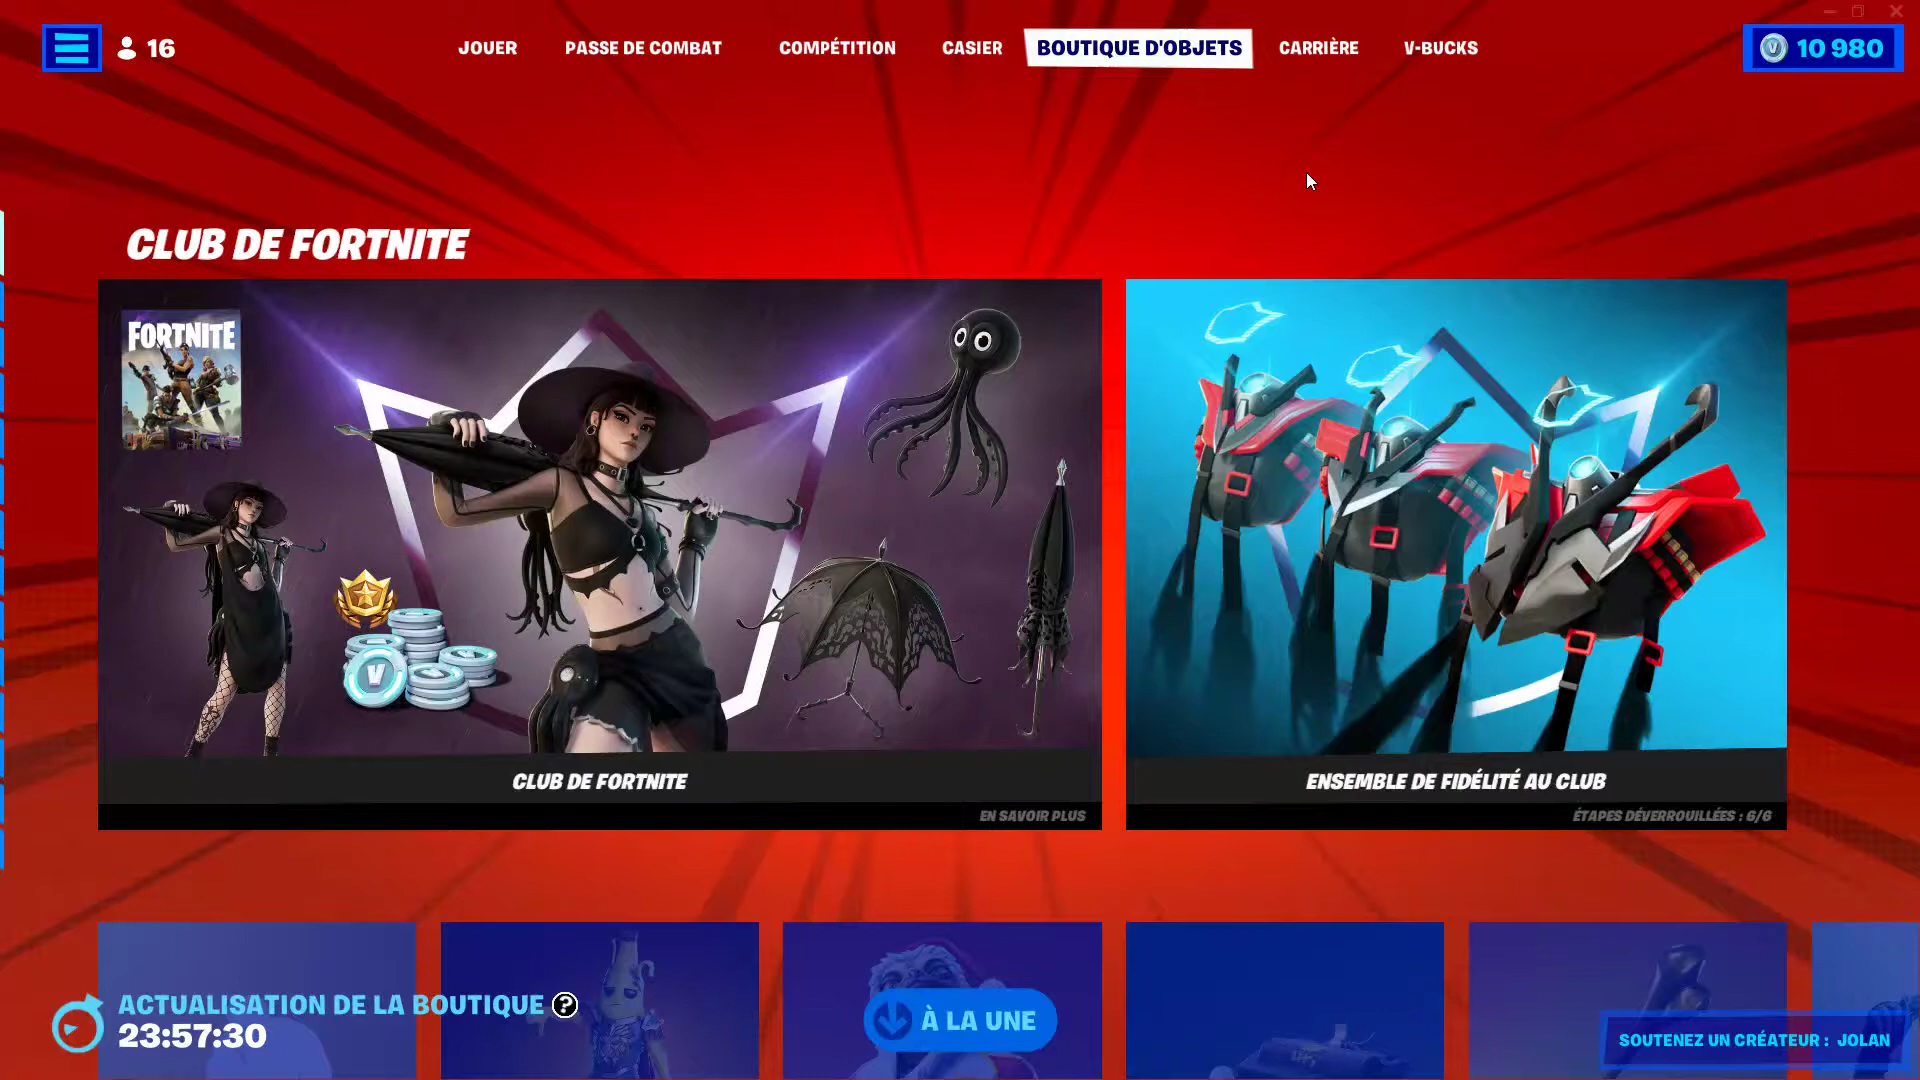 16
JOUER
PASSE DE COMBAT
COMPÉTITION
CASIER
BOUTIQUE D'OBJETS
CARRIÈRE
V-BUCKS
10 980
CLUB DE FORTNITE
FORTNITE
V
CLUB DE FORTNITE
EN SAVOIR PLUS
ENSEMBLE DE FIDÉLITÉ AU CLUB
ÉTAPES DÉVERROUILLÉES : 6/6
ACTUALISATION DE LA BOUTIQUE ?
23:57:30
À LA UNE
SOUTENEZ UN CRÉATEUR : JOLAN